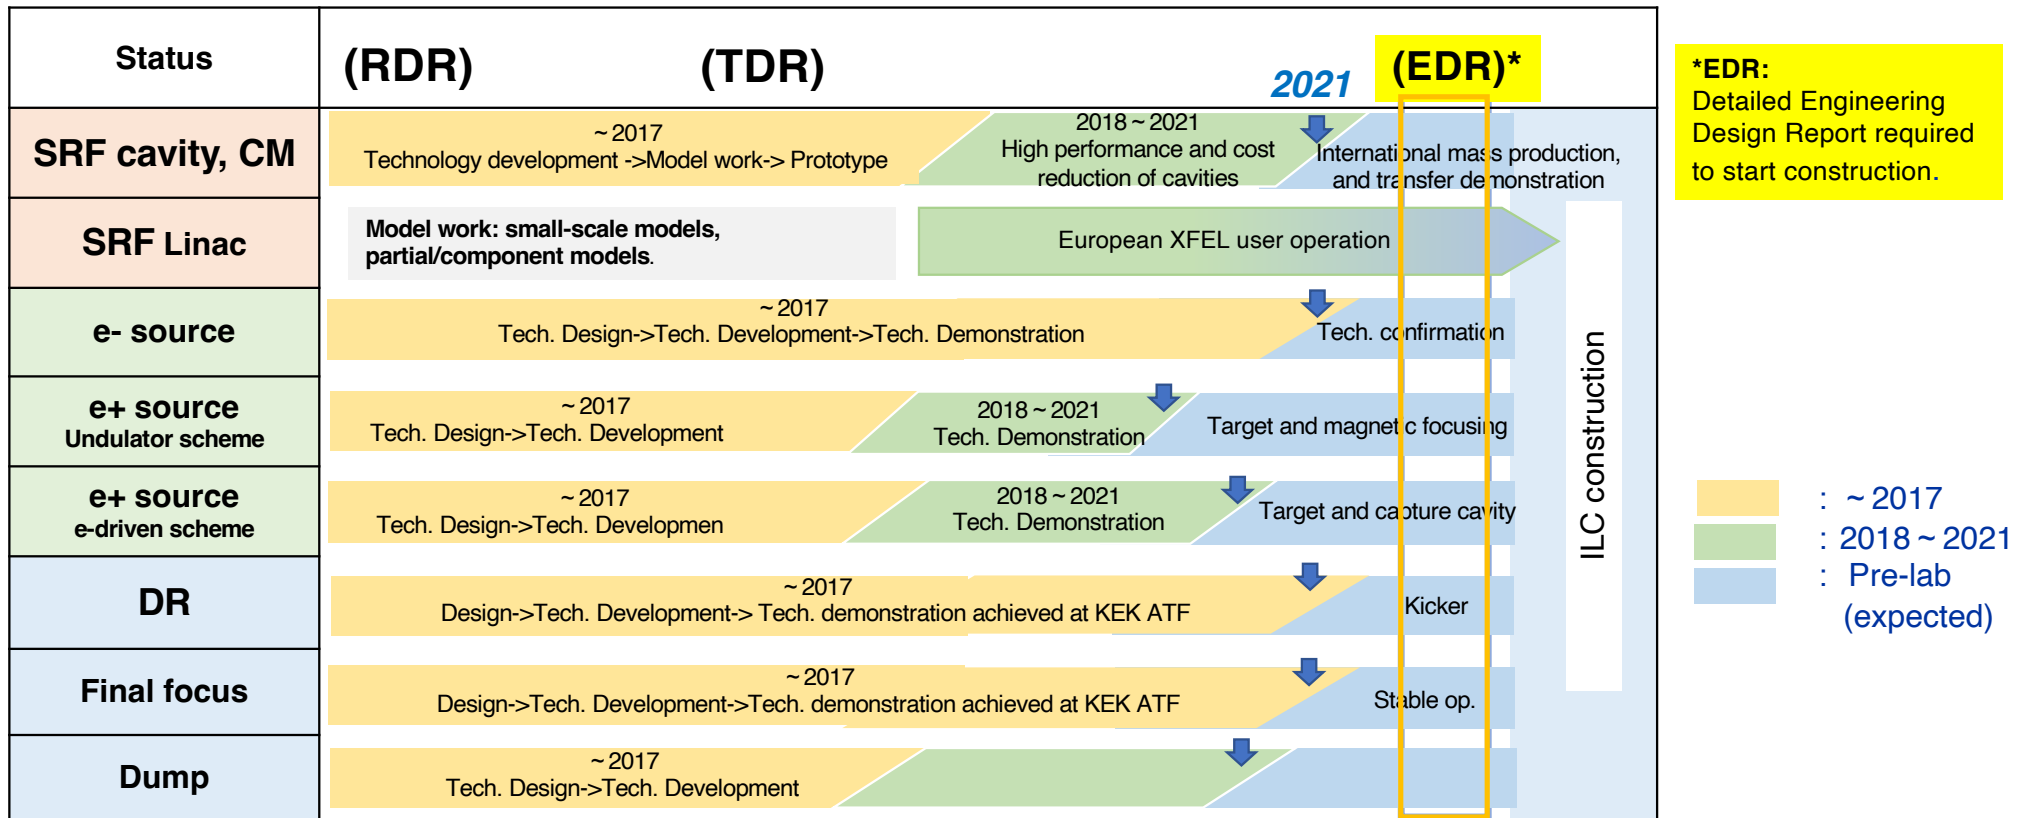 Status
(RDR)
(TDR)
2021
(EDR)*
*EDR:
Detailed Engineering
Design Report required
to start construction.
SRF cavity, CM
~ 2017
Technology development ->Model work-> Prototype
2018 ~ 2021
High performance and cost
reduction of cavities
International mass production,
and transfer demonstration
SRF Linac
Model work: small-scale models,
partial/component models.
European XFEL user operation
e- source
~ 2017
Tech. Design->Tech. Development->Tech. Demonstration
Tech. confirmation
e+ source
Undulator scheme
~ 2017
Tech. Design->Tech. Development
2018 ~ 2021
Tech. Demonstration
Target and magnetic focusing
e+ source
e-driven scheme
~ 2017
Tech. Design->Tech. Developmen
2018 ~ 2021
Tech. Demonstration
Target and capture cavity
DR
~ 2017
Design->Tech. Development-> Tech. demonstration achieved at KEK ATF
Kicker
Final focus
~ 2017
Design->Tech. Development->Tech. demonstration achieved at KEK ATF
Stable op.
Dump
~ 2017
Tech. Design->Tech. Development
ILC construction
: ~ 2017
: 2018 ~ 2021
: Pre-lab
(expected)